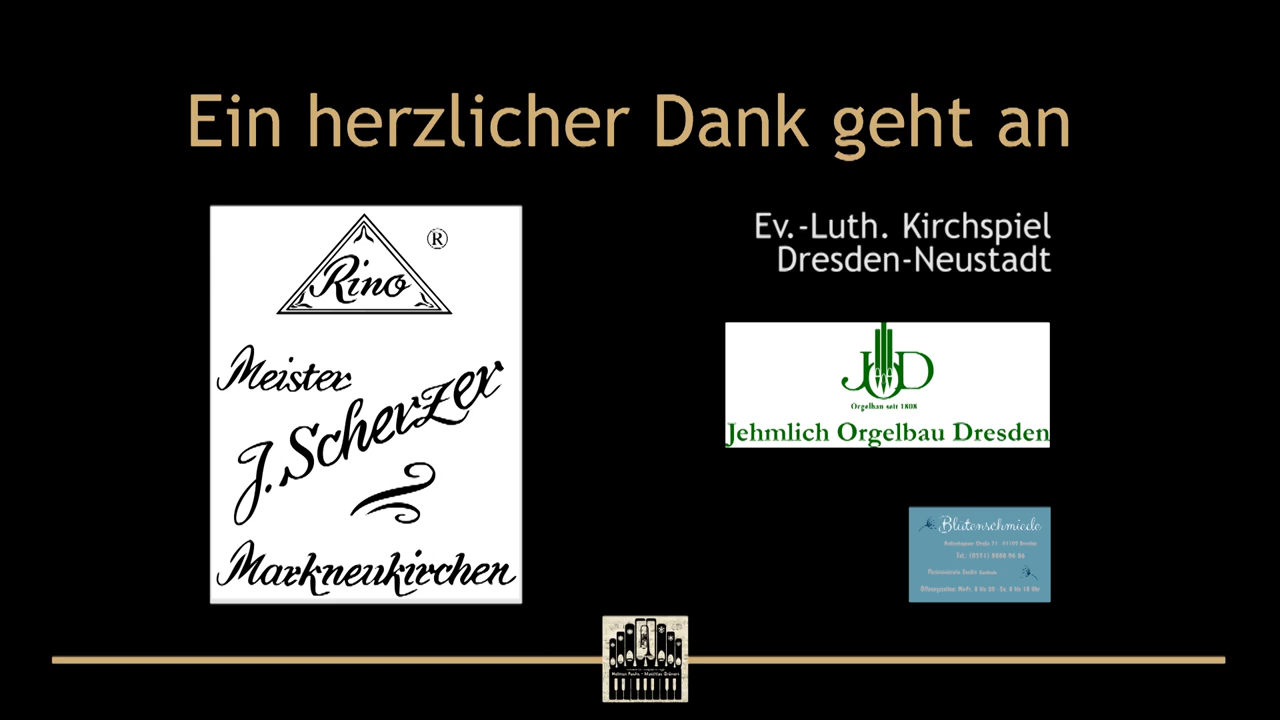 Ein herzlicher Dank geht an
Rino
®
Meister
J. Scherzer
Markneukirchen
Ev.-Luth. Kirchspiel
Dresden-Neustadt
JOD
Orgelbau seit 1808
Jehmlich Orgelbau Dresden
Blütenschmiede